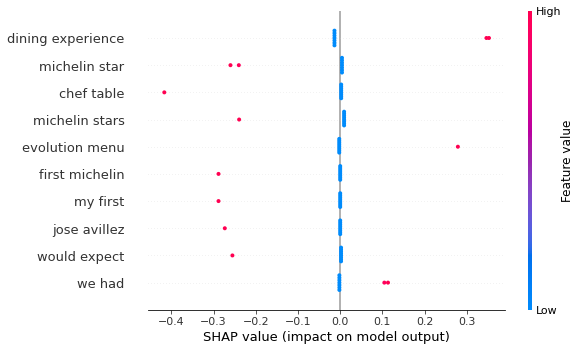 High
dining experience
michelin star
chef table
michelin stars
evolution menu
first michelin
my first
jose avillez
would expect
we had
Feature value
Low
−0.4 −0.3 −0.2 −0.1 0.0 0.1 0.2 0.3
SHAP value (impact on model output)